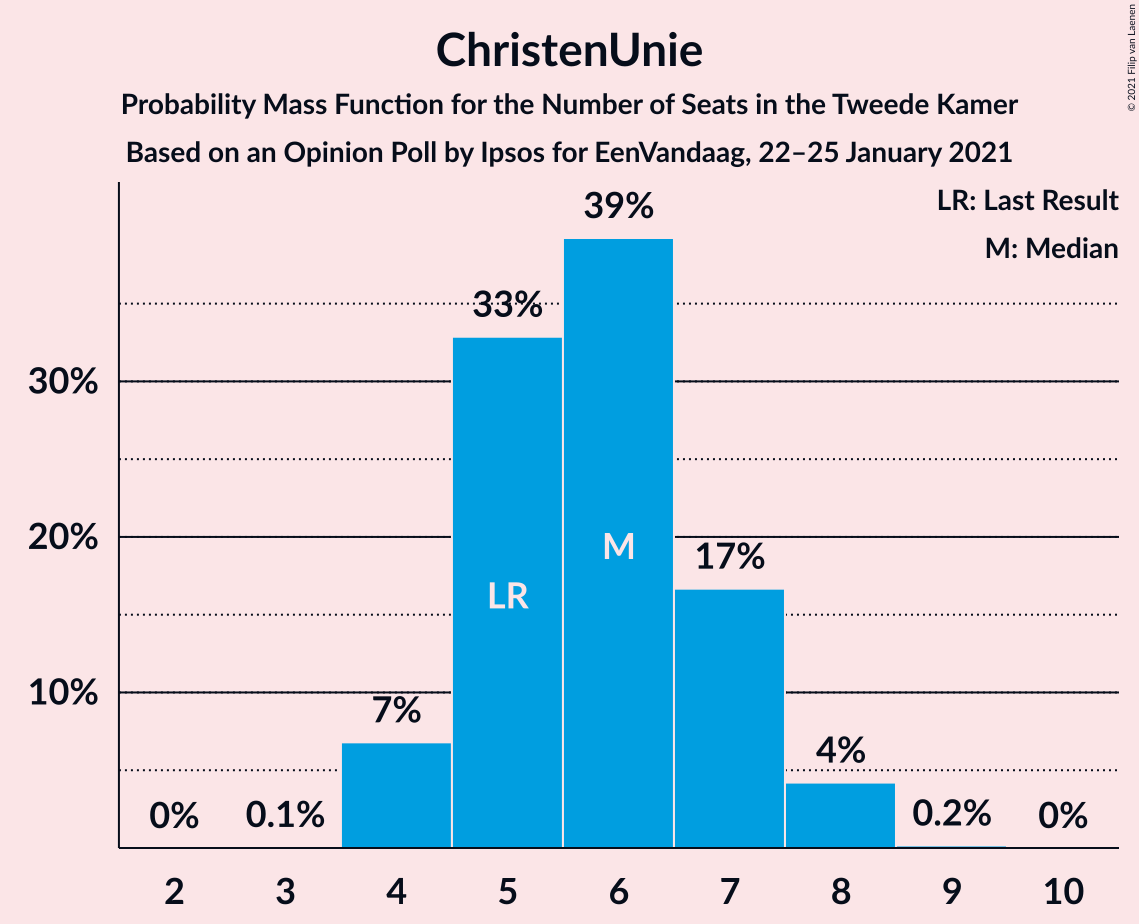 ChristenUnie
Probability Mass Function for the Number of Seats in the Tweede Kamer
Based on an Opinion Poll by Ipsos for EenVandaag, 22–25 January 2021
© 2021 Filip van Laenen
LR: Last Result
M: Median
39%
33%
30%
M
20%
17%
LR
10%
7%
4%
0%
0.1%
0.2%
0%
2 3 4 5 6 7 8 9 10